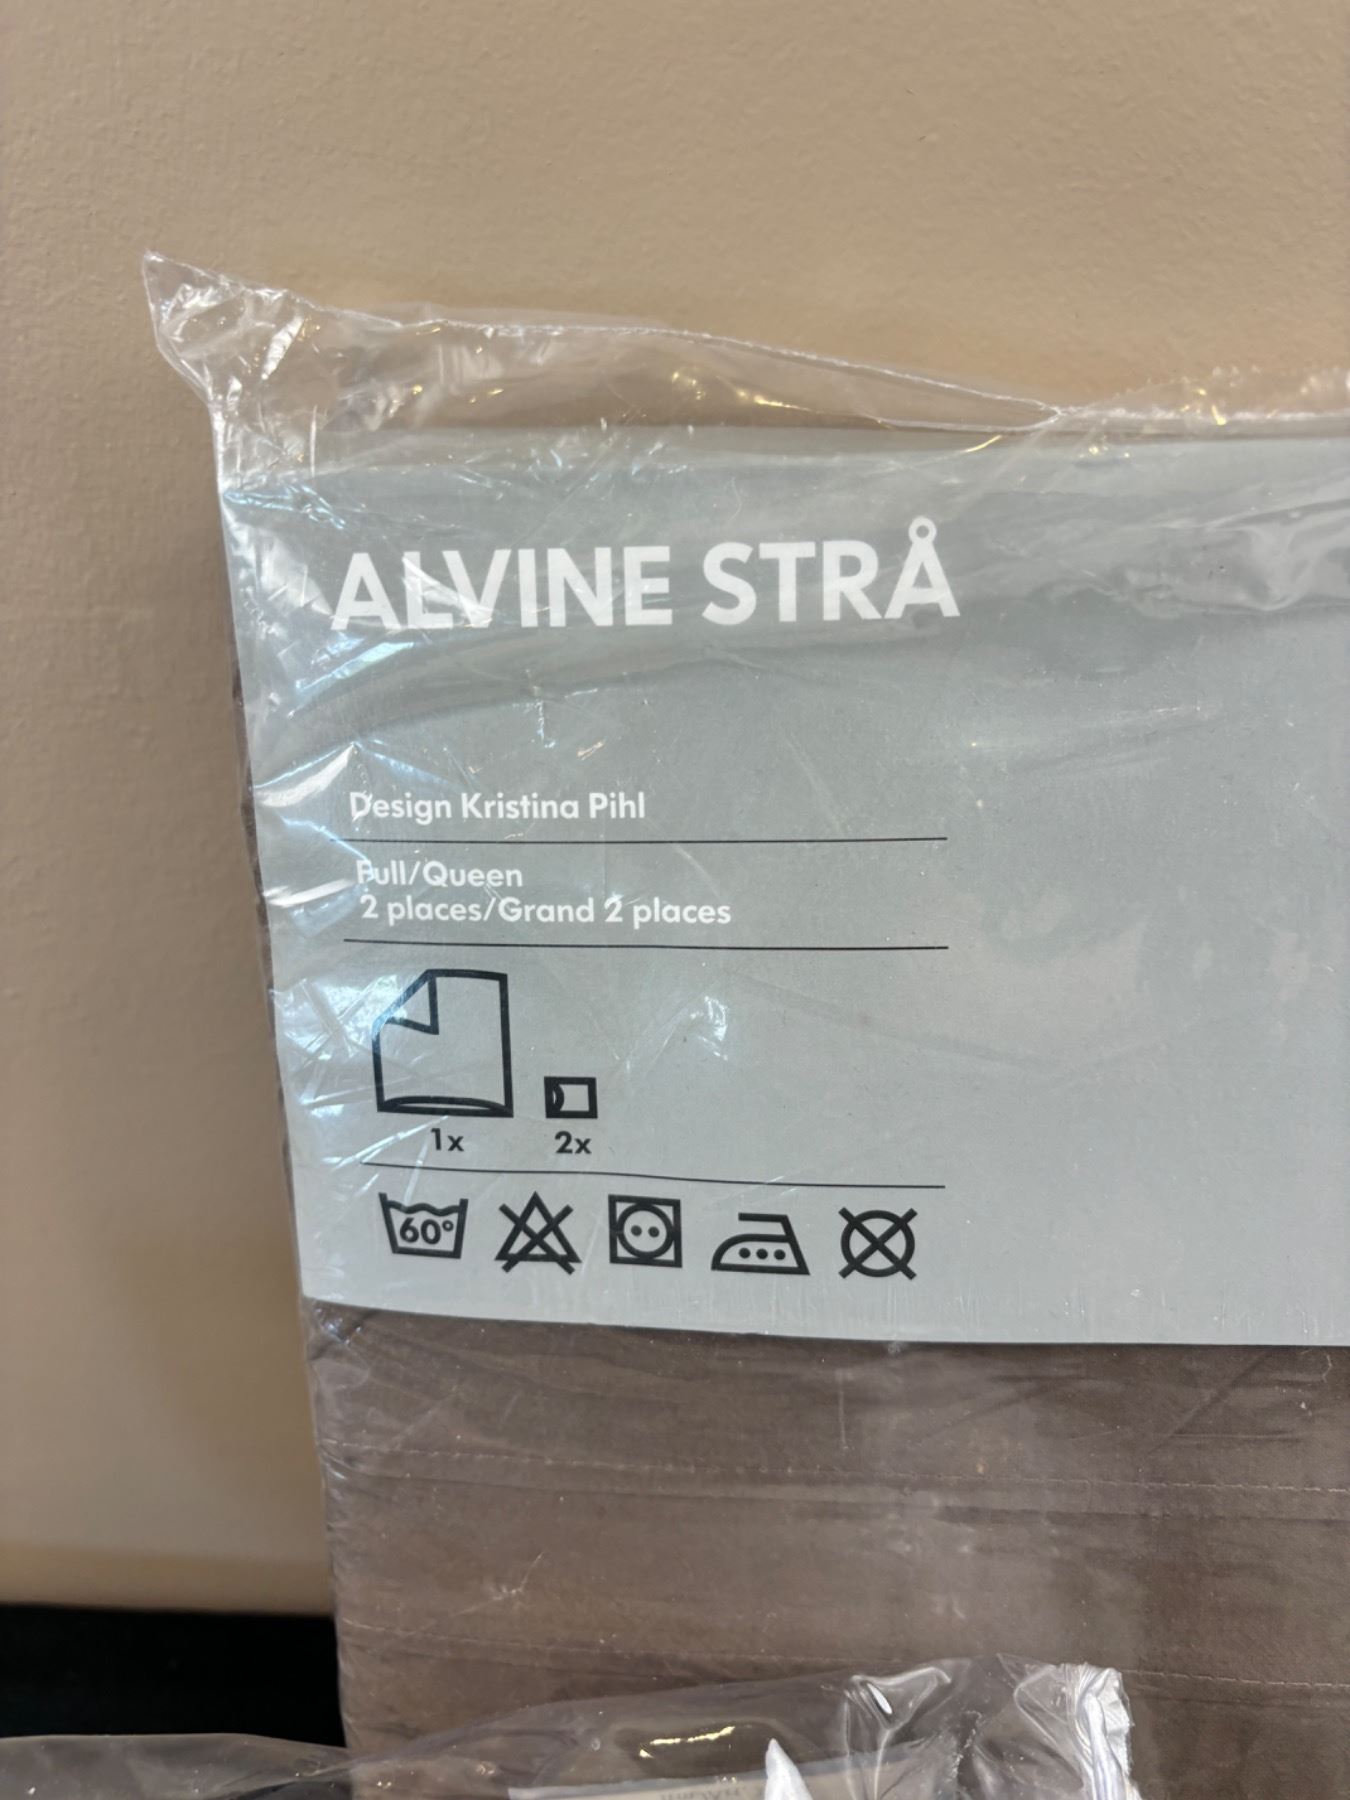 ALVINE STRÅ
Design Kristina Pihl
Full/Queen
2 places/Grand 2 places
1x 2x
60°